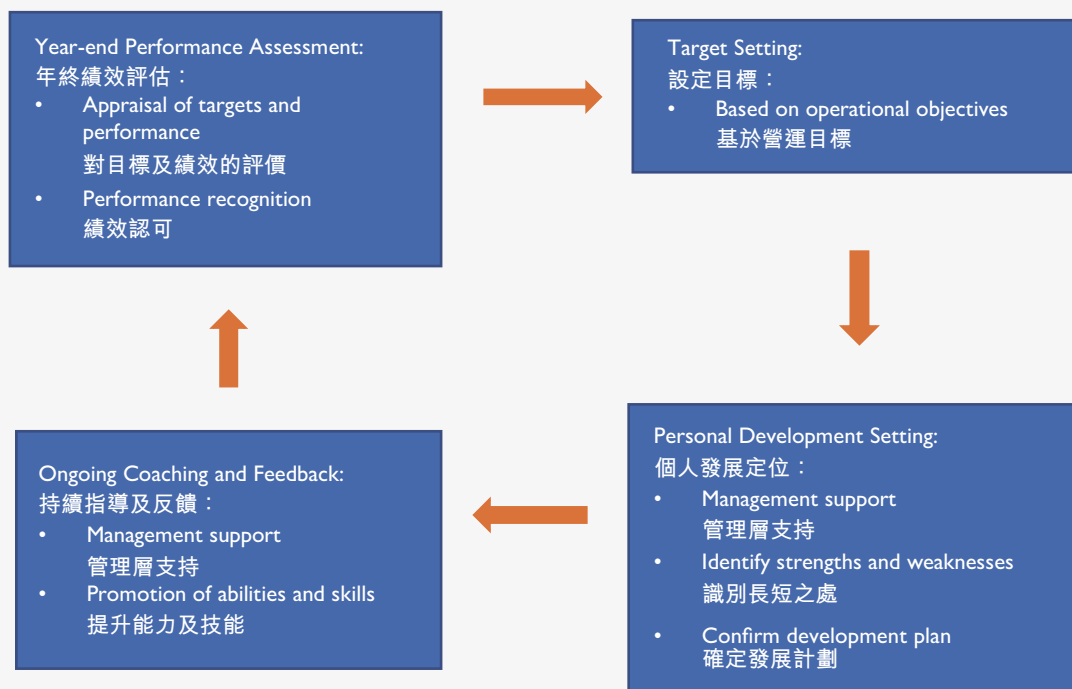 Year-end Performance Assessment:
年終績效評估：
• Appraisal of targets and
performance
對目標及績效的評價
• Performance recognition
績效認可
Target Setting:
設定目標：
• Based on operational objectives
基於營運目標
Personal Development Setting:
個人發展定位：
• Management support
管理層支持
• Identify strengths and weaknesses
識別長短之處
• Confirm development plan
確定發展計劃
Ongoing Coaching and Feedback:
持續指導及反饋：
• Management support
管理層支持
• Promotion of abilities and skills
提升能力及技能